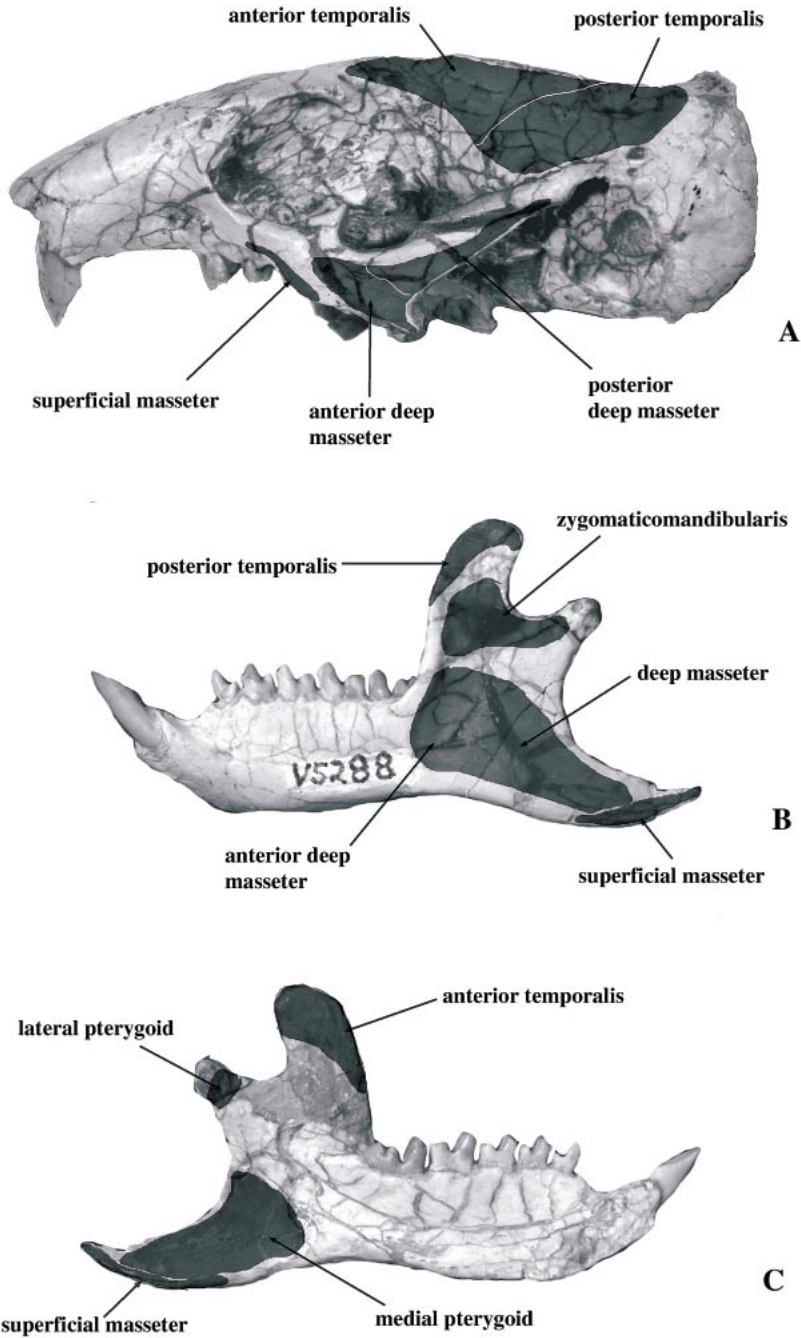 anterior temporalis
posterior temporalis
superficial masseter
anterior deep
masseter
posterior
deep masseter
A
zygomaticomandibularis
posterior temporalis
deep masseter
V5288
anterior deep
masseter
superficial masseter
B
anterior temporalis
lateral pterygoid
superficial masseter
medial pterygoid
C